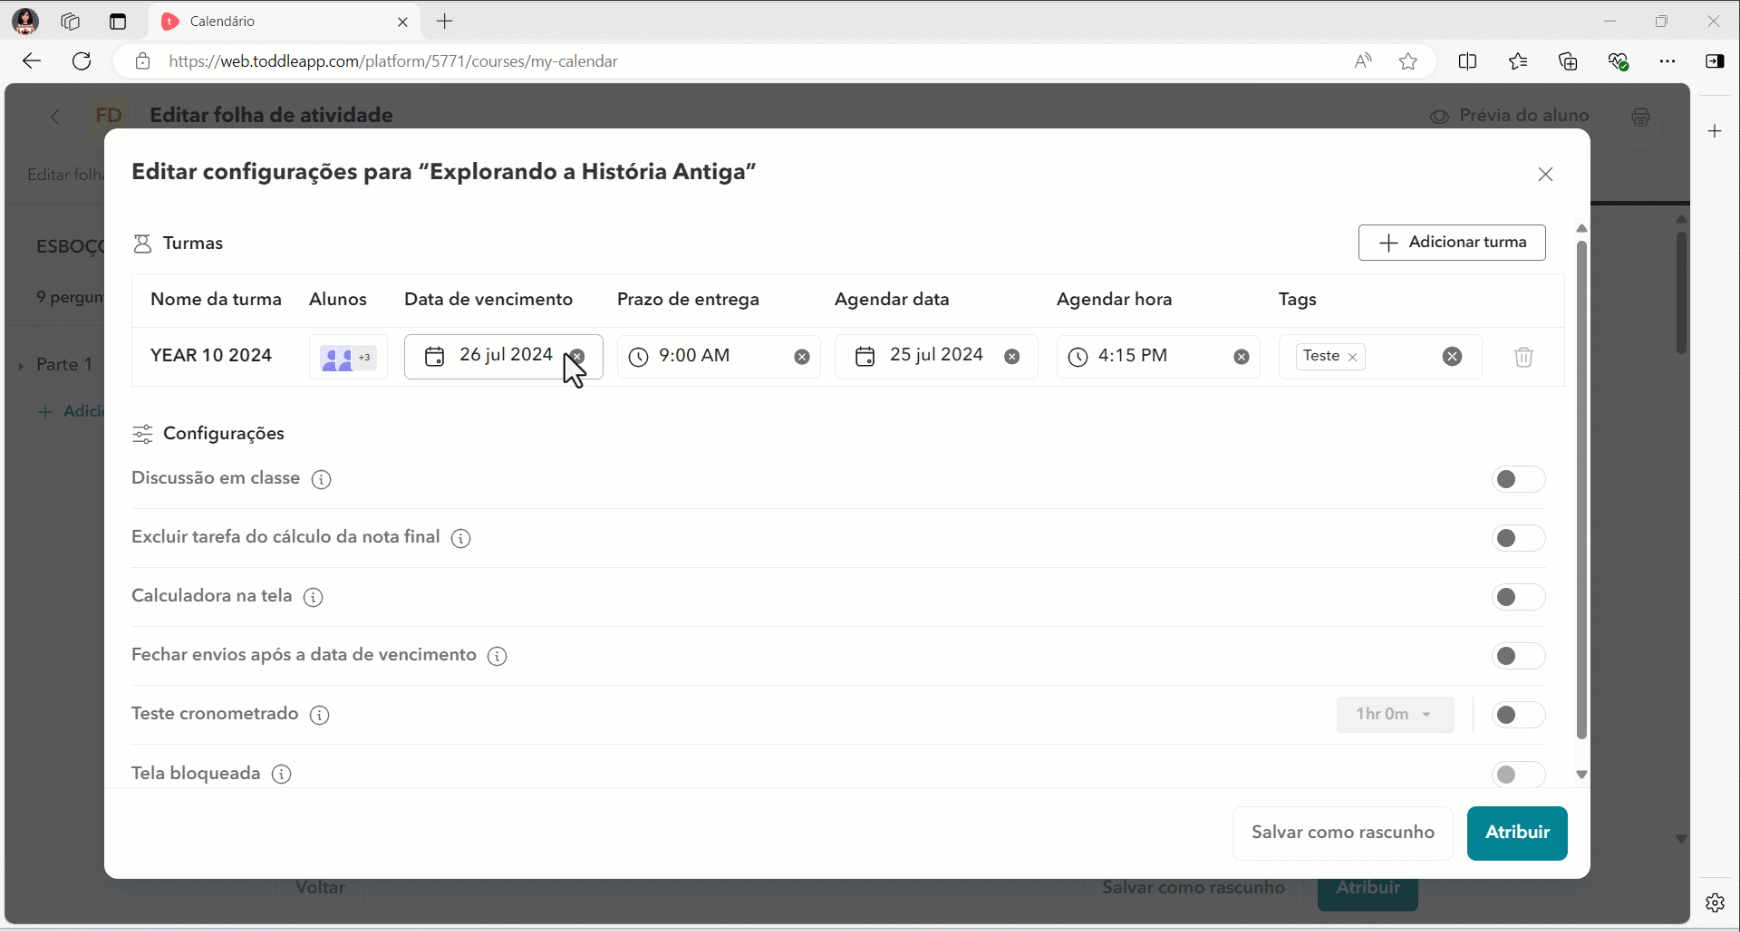 Calendário
https://web.toddleapp.com/platform/5771/courses/my-calendar
FD Editar folha de atividade
Prévia do aluno
Editar folh
Editar configurações para “Explorando a História Antiga”
ESBOÇO
9 pergun
Parte 1
+ Adici
Turmas
+ Adicionar turma
Nome da turma Alunos Data de vencimento Prazo de entrega Agendar data Agendar hora Tags
YEAR 10 2024 +3 26 jul 2024 9:00 AM 25 jul 2024 4:15 PM Teste
Configurações
Discussão em classe
Excluir tarefa do cálculo da nota final
Calculadora na tela
Fechar envios após a data de vencimento
Teste cronometrado 1hr 0m
Tela bloqueada
Salvar como rascunho Atribuir
Voltar Salvar como rascunho Atribuir